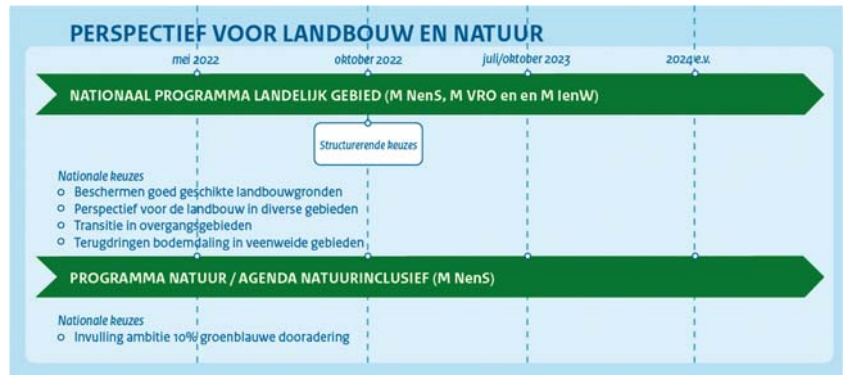 PERSPECTIEF VOOR LANDBOUW EN NATUUR
mei 2022 oktober 2022 juli/oktober 2023 2024 e.v.
NATIONAAL PROGRAMMA LANDELIJK GEBIED (M NenS, M VRO en en M IenW)
Structurerende keuzes
Nationale keuzes
Beschermen goed geschikte landbouwgronden
Perspectief voor de landbouw in diverse gebieden
Transitie in overgangsgebieden
Terugdringen bodemdaling in veenweide gebieden
PROGRAMMA NATUUR / AGENDA NATUURINCLUSIEF (M NenS)
Nationale keuzes
Invulling ambitie 10% groenblauwe dooradering